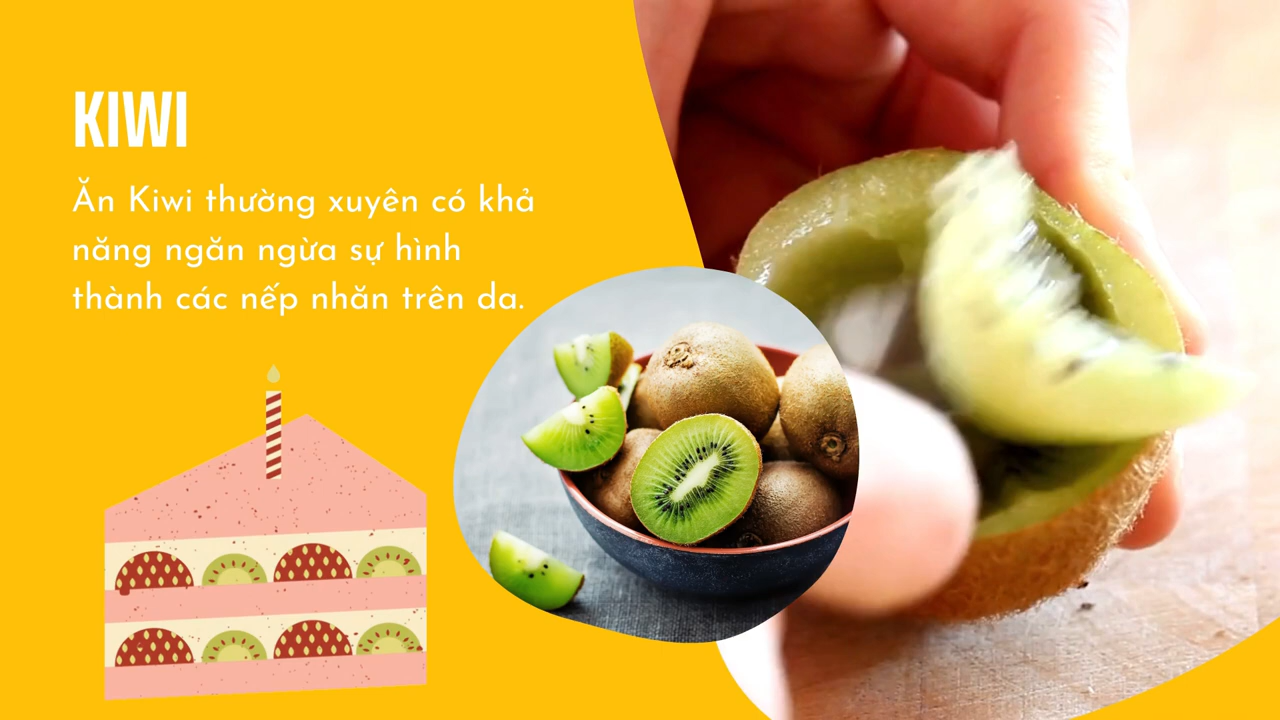 KIWI
Ăn Kiwi thường xuyên có khả
năng ngăn ngừa sự hình
thành các nếp nhăn trên da.